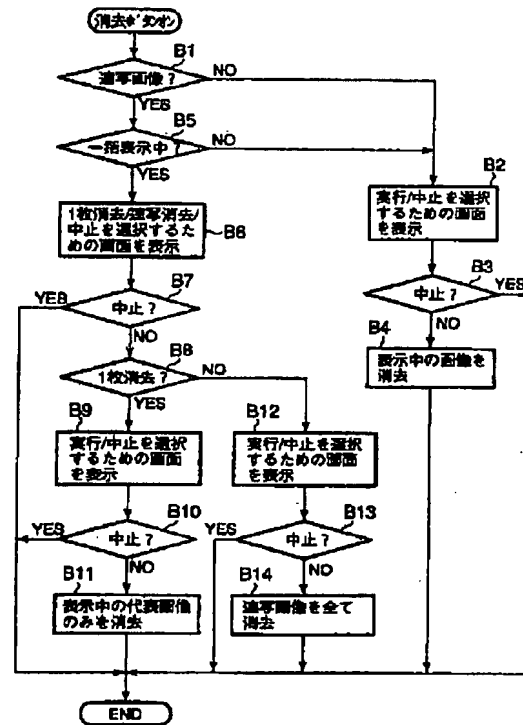 消去ボタンオン
B1
連写画像?
NO
YES
B5
一括表示中?
NO
YES
B2
実行/中止を選択
するための画面
を表示
1枚消去/連写消去/
中止を選択するた
めの画面を表示
B6
B3
中止?
YES
NO
B7
中止?
YES
NO
B4
表示中の画像を
消去
B8
1枚消去?
NO
YES
B9
実行/中止を選択
するための画面
を表示
B12
実行/中止を選択
するための画面
を表示
B10
中止?
YES
NO
B13
中止?
YES
NO
B11
表示中の代表画像
のみを消去
B14
連写画像を全て
消去
END